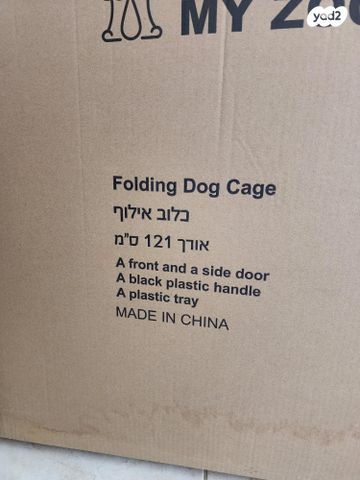 MY ZOO
yad2
Folding Dog Cage
כלוב אילוף
אורך 121 ס"מ
A front and a side door
A black plastic handle
A plastic tray
MADE IN CHINA